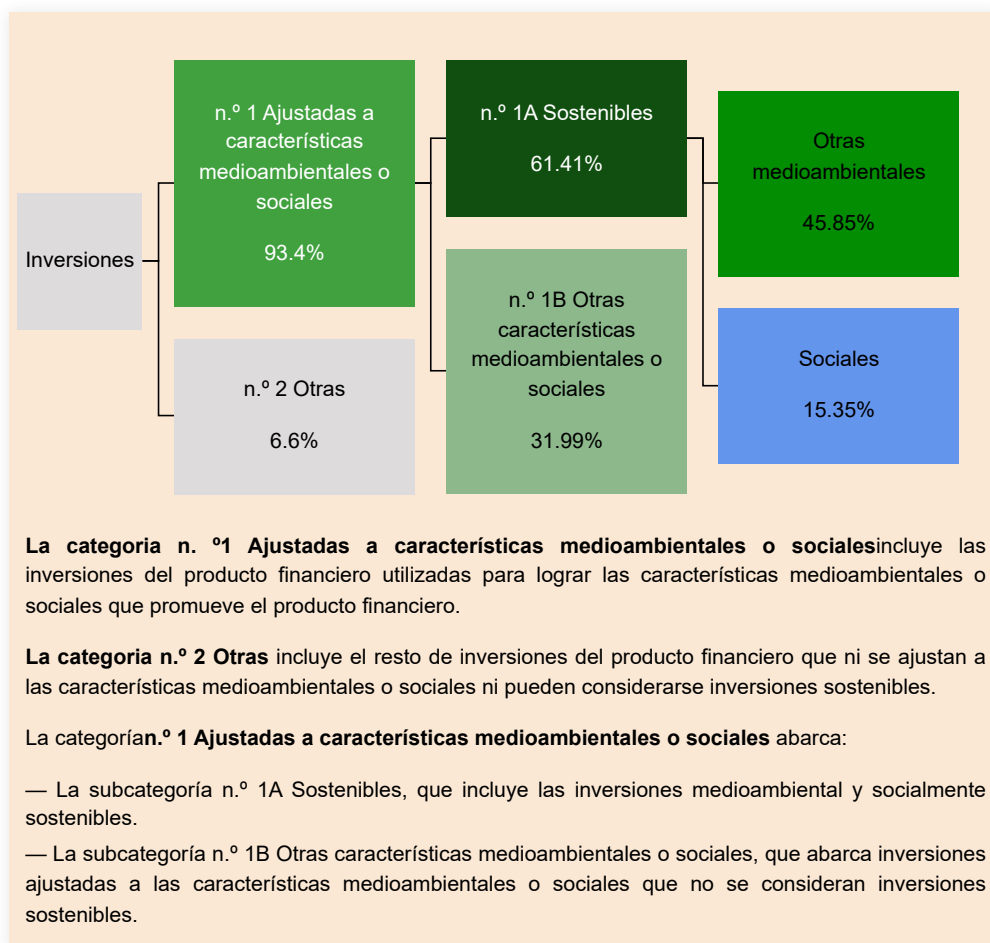 n.º 1 Ajustadas a
características
medioambientales o
sociales
93.4%
n.º 1A Sostenibles
61.41%
Otras
medioambientales
45.85%
Inversiones
n.º 1B Otras
características
medioambientales o
sociales
31.99%
Sociales
15.35%
n.º 2 Otras
6.6%
La categoria n. º1 Ajustadas a características medioambientales o socialesincluye las
inversiones del producto financiero utilizadas para lograr las características medioambientales o
sociales que promueve el producto financiero.
La categoria n.º 2 Otras incluye el resto de inversiones del producto financiero que ni se ajustan a
las características medioambientales o sociales ni pueden considerarse inversiones sostenibles.
La categorían.º 1 Ajustadas a características medioambientales o sociales abarca:
— La subcategoría n.º 1A Sostenibles, que incluye las inversiones medioambiental y socialmente
sostenibles.
— La subcategoría n.º 1B Otras características medioambientales o sociales, que abarca inversiones
ajustadas a las características medioambientales o sociales que no se consideran inversiones
sostenibles.